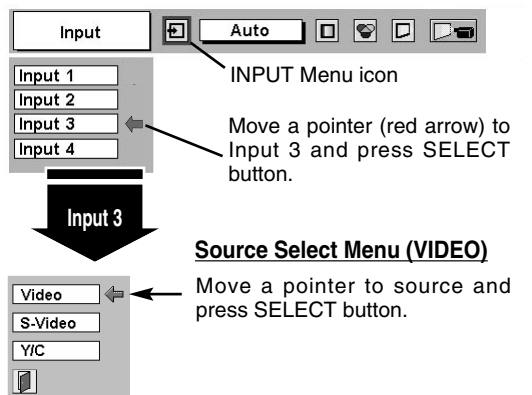 Input
Auto
Input 1
Input 2
Input 3
Input 4
INPUT Menu icon
Move a pointer (red arrow) to
Input 3 and press SELECT
button.
Input 3
Source Select Menu (VIDEO)
Video
S-Video
Y/C
Move a pointer to source and
press SELECT button.